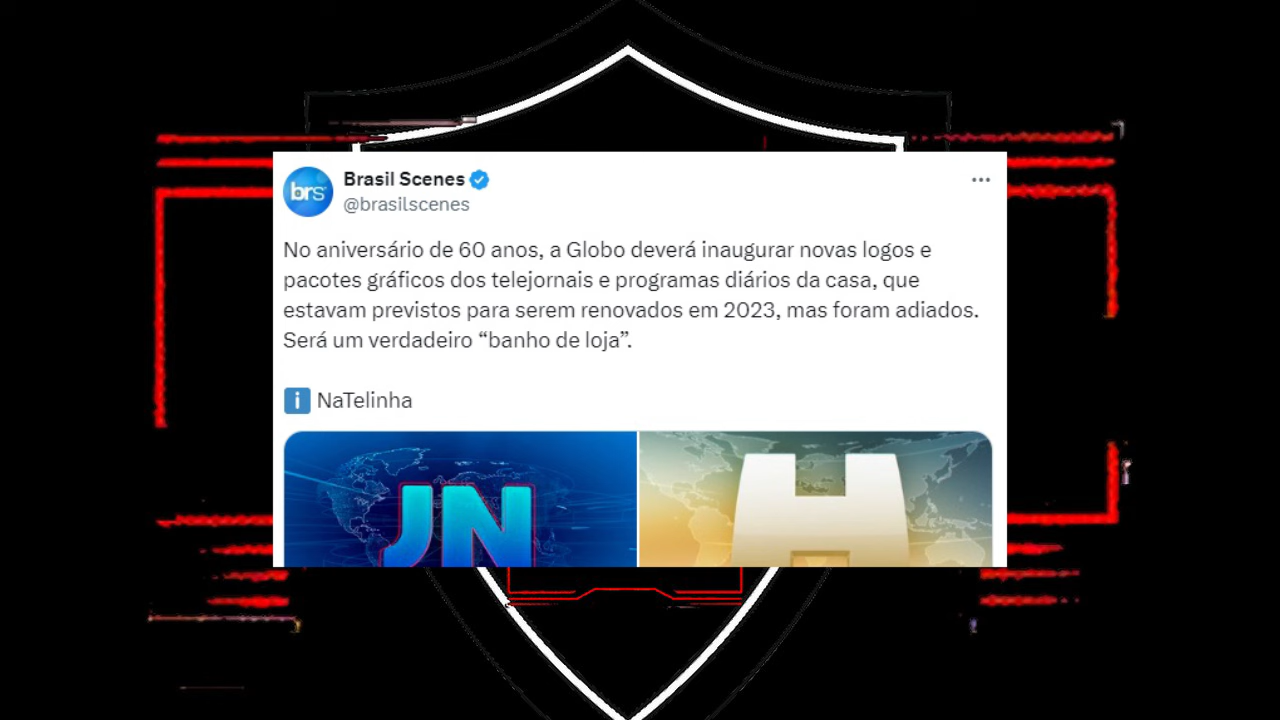 brs
Brasil Scenes
@brasilscenes
No aniversário de 60 anos, a Globo deverá inaugurar novas logos e
pacotes gráficos dos telejornais e programas diários da casa, que
estavam previstos para serem renovados em 2023, mas foram adiados.
Será um verdadeiro “banho de loja”.
i NaTelinha
JN
H